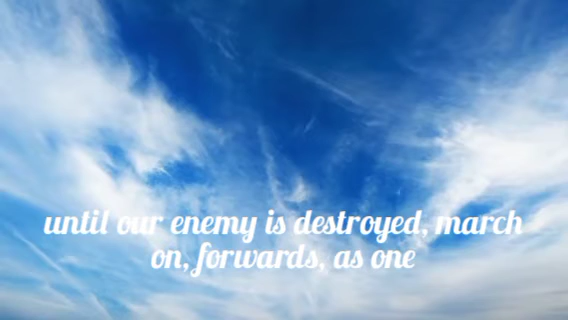 until our enemy is destroyed, march
on, forwards, as one